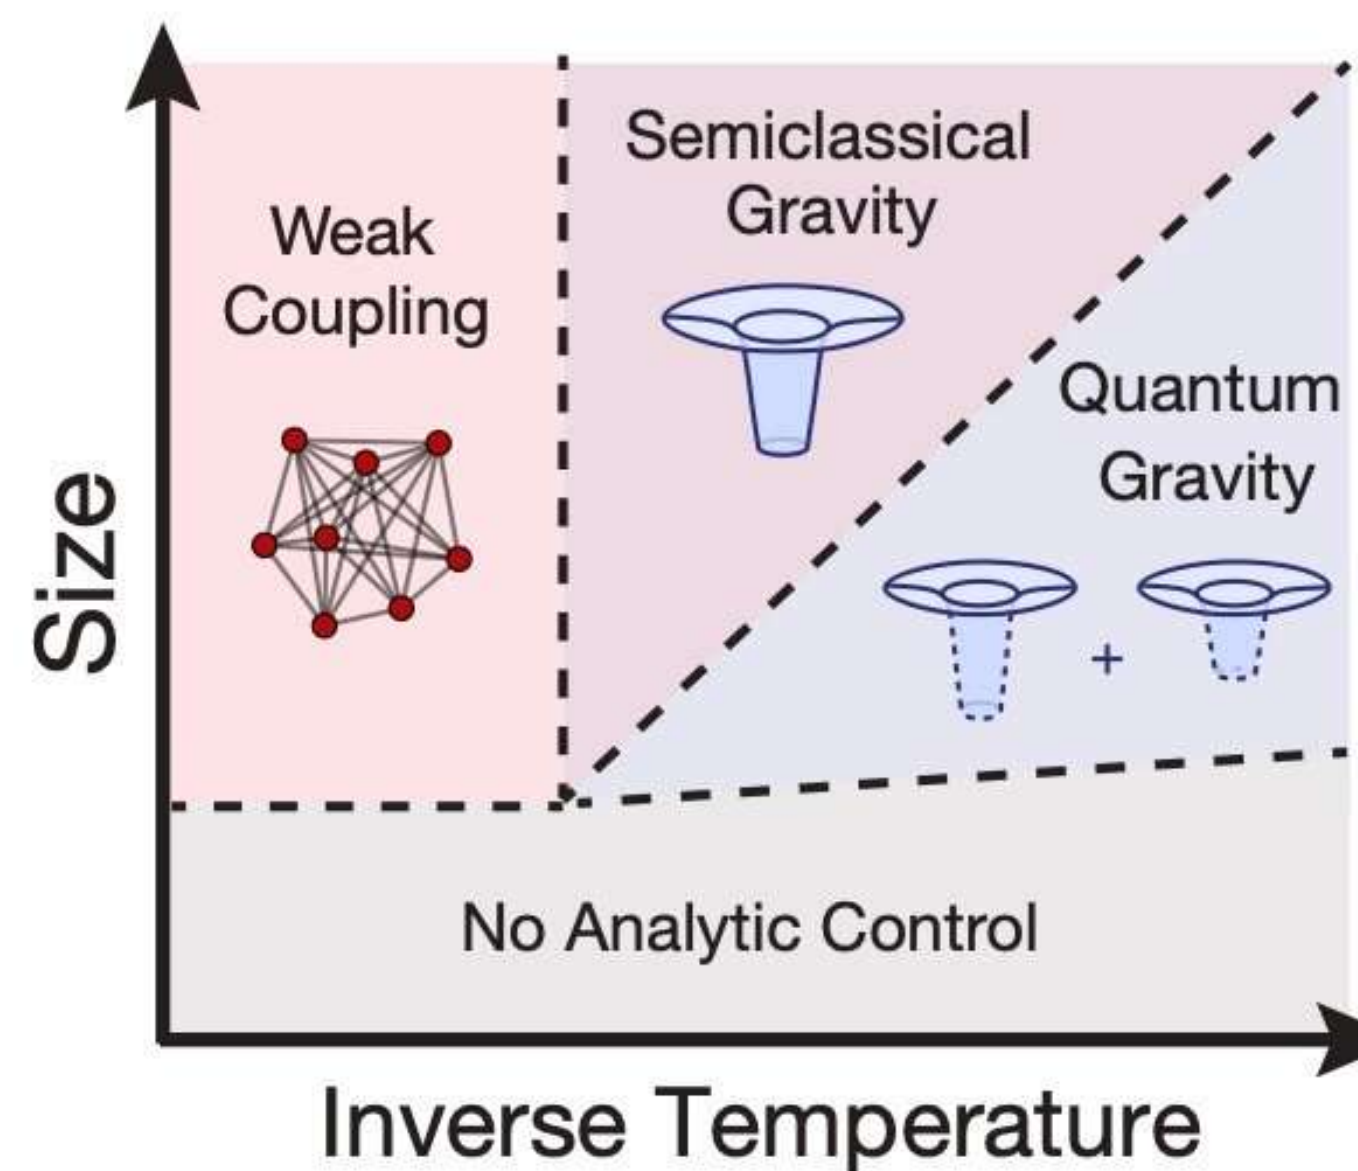 Semiclassical
Gravity
Weak
Coupling
Quantum
Gravity
+
No Analytic Control
Size
Inverse Temperature